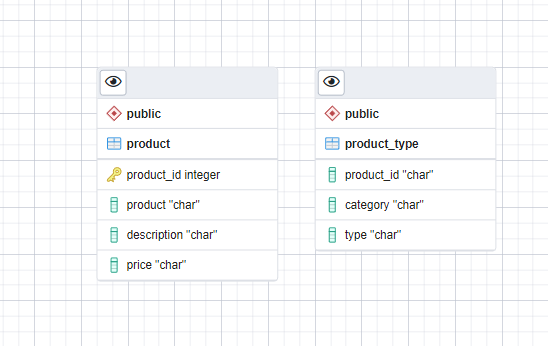 public
product
product_id integer
product "char"
description "char"
price "char"
public
product_type
product_id "char"
category "char"
type "char"